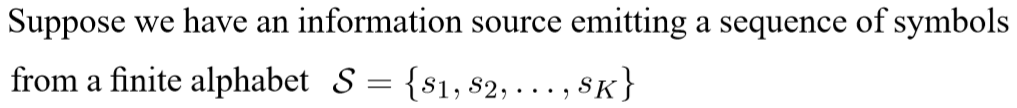 Suppose we have an information source emitting a sequence of symbols
from a finite alphabet 𝒮 = {s₁, s₂, . . . , s_K}